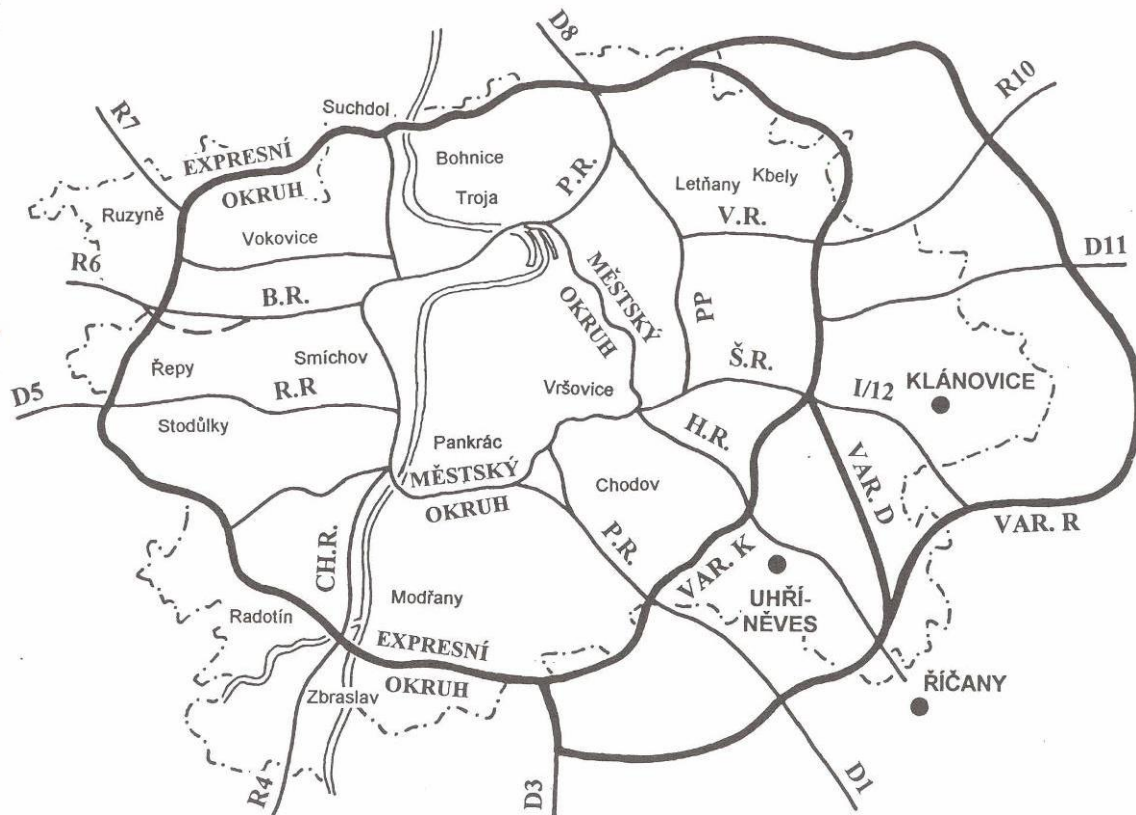 D8
R10
R7
Suchdol
EXPRESNÍ
OKRUH
Bohnice
Troja
P.R.
Letňany
Kbely
V.R.
Ruzyně
Vokovice
R6
B.R.
MĚSTSKÝ
OKRUH
D11
PP
Řepy
Smíchov
R.R
Š.R.
I/12
KLÁNOVICE
D5
Vršovice
Stodůlky
Pankrác
H.R.
MĚSTSKÝ
OKRUH
Chodov
VAR. D
VAR. R
CH.R.
P.R.
VAR. K
UHŘÍ-
NĚVES
Modřany
Radotín
EXPRESNÍ
OKRUH
Zbraslav
ŘÍČANY
R4
D3
D1